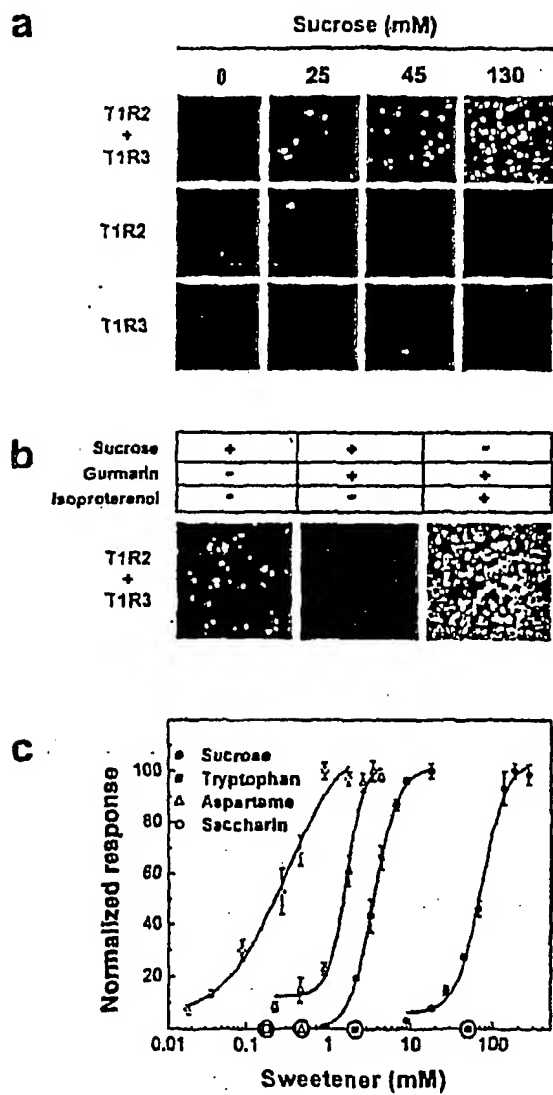 a
Sucrose (mM)
0 25 45 130
T1R2
+
T1R3
T1R2
T1R3
b
Sucrose + + -
Gurmarin - + +
Isoproterenol - - +
T1R2
+
T1R3
c
Normalized response
100
80
60
40
20
Sucrose
Tryptophan
Aspartame
Saccharin
0.01 0.1 1 10 100
Sweetener (mM)